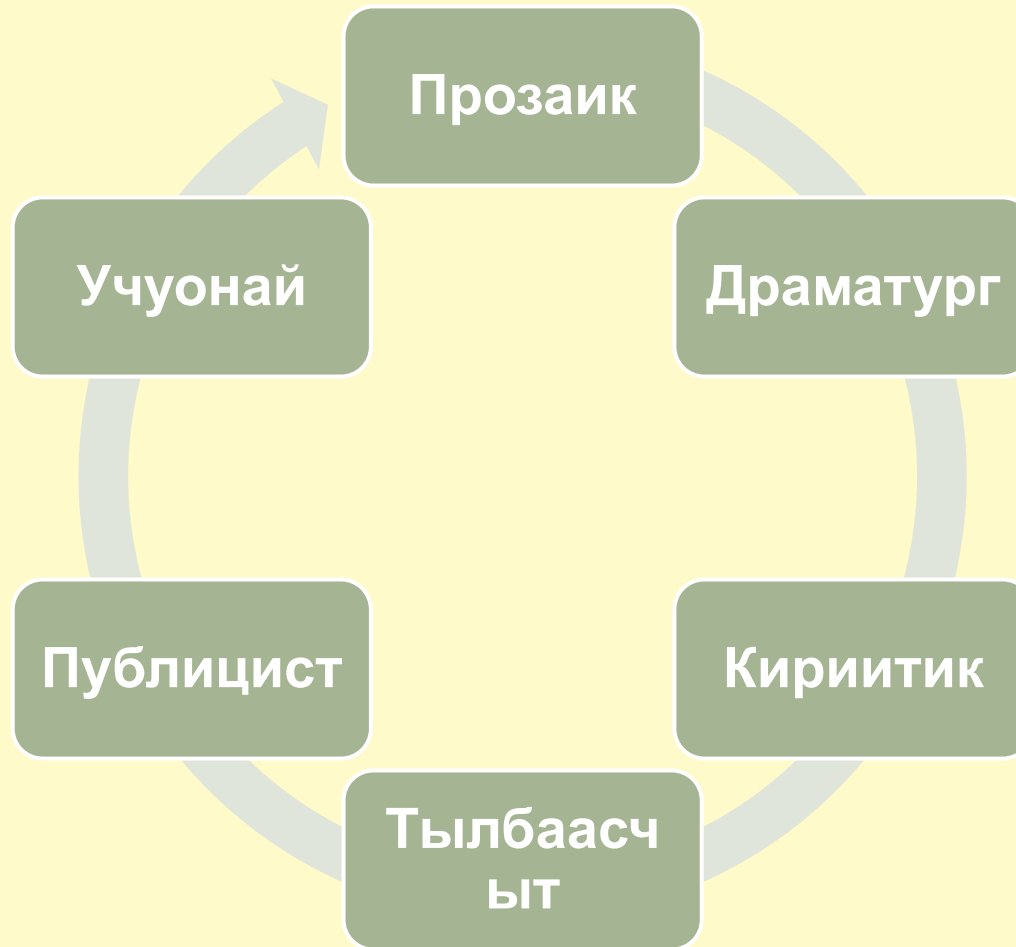 Прозаик
Драматург
Кириитик
Тылбаасч
ыт
Публицист
Учуонай